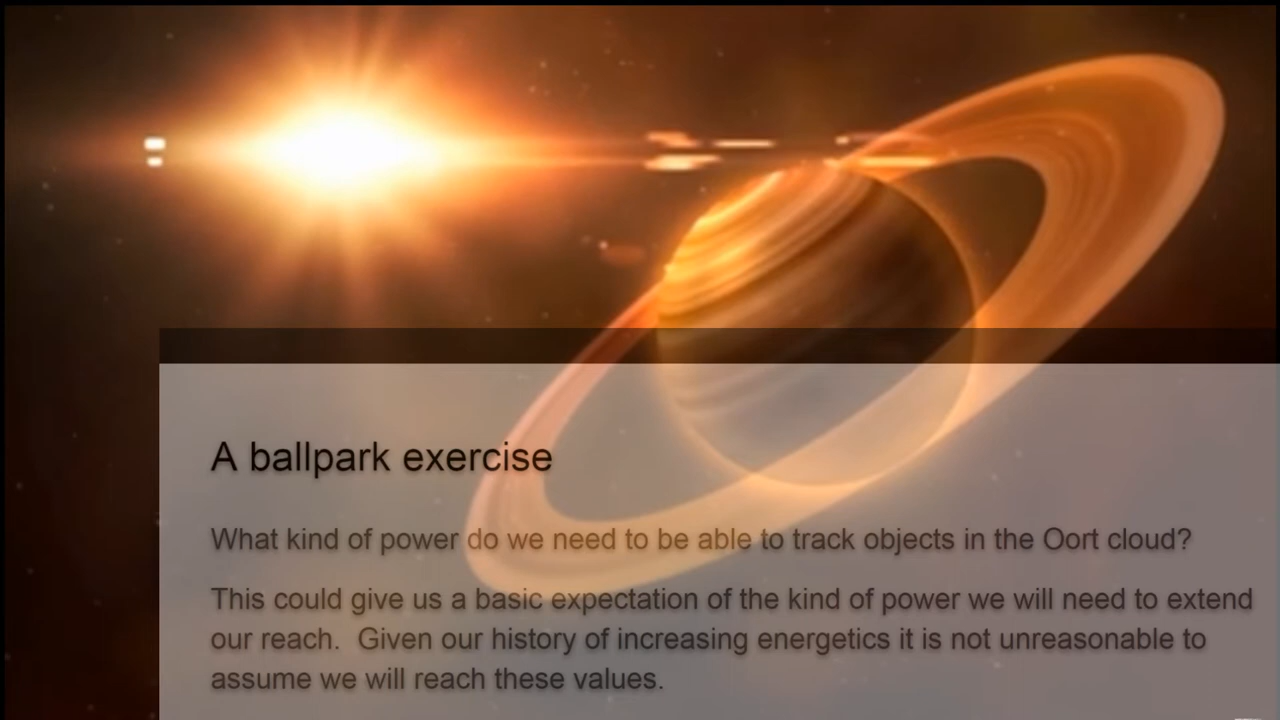 A ballpark exercise
What kind of power do we need to be able to track objects in the Oort cloud?
This could give us a basic expectation of the kind of power we will need to extend
our reach.  Given our history of increasing energetics it is not unreasonable to
assume we will reach these values.